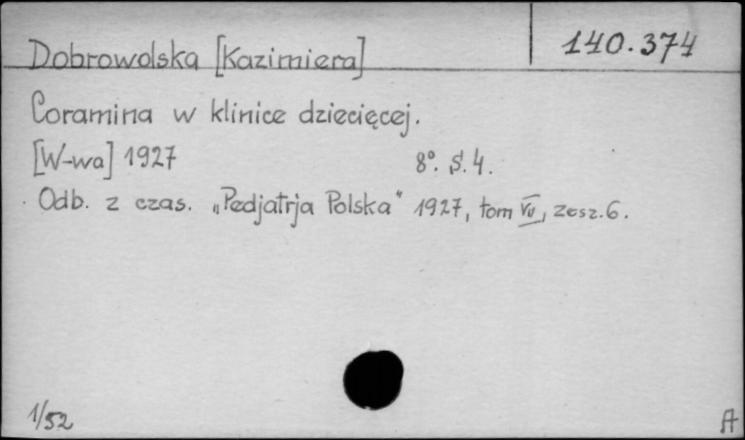 140.374
Dobrowolska [Kazimiera]
Coramina w klinice dziecięcej.
[W-wa] 1927 8°. S. 4.
Odb. z czas. „Pedjatrja Polska" 1927, tom VII, zesz. 6.
1/52 A